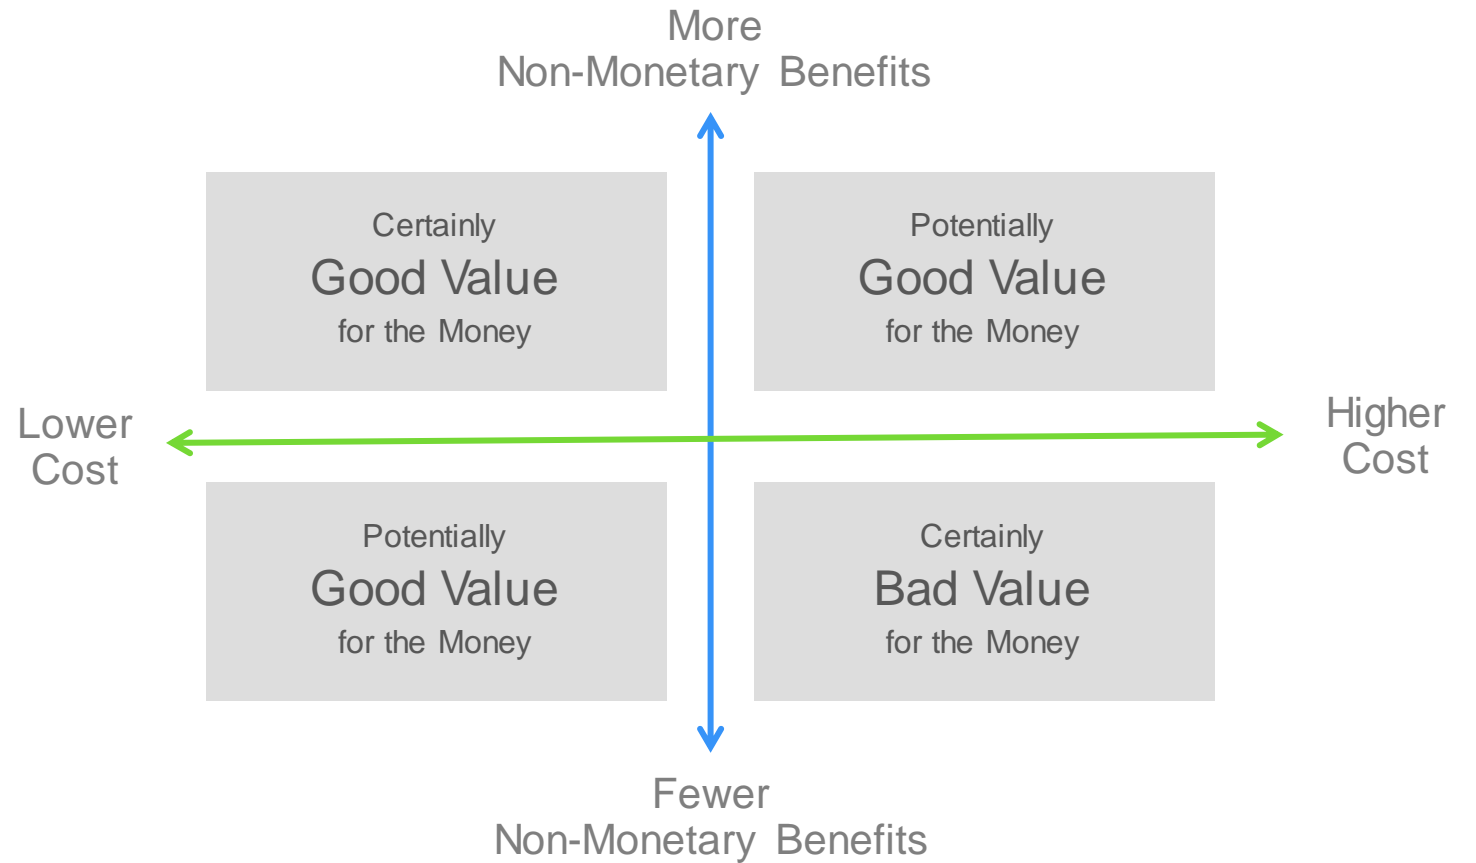 More
Non-Monetary Benefits
Certainly
Good Value
for the Money
Potentially
Good Value
for the Money
Lower
Cost
Higher
Cost
Potentially
Good Value
for the Money
Certainly
Bad Value
for the Money
Fewer
Non-Monetary Benefits